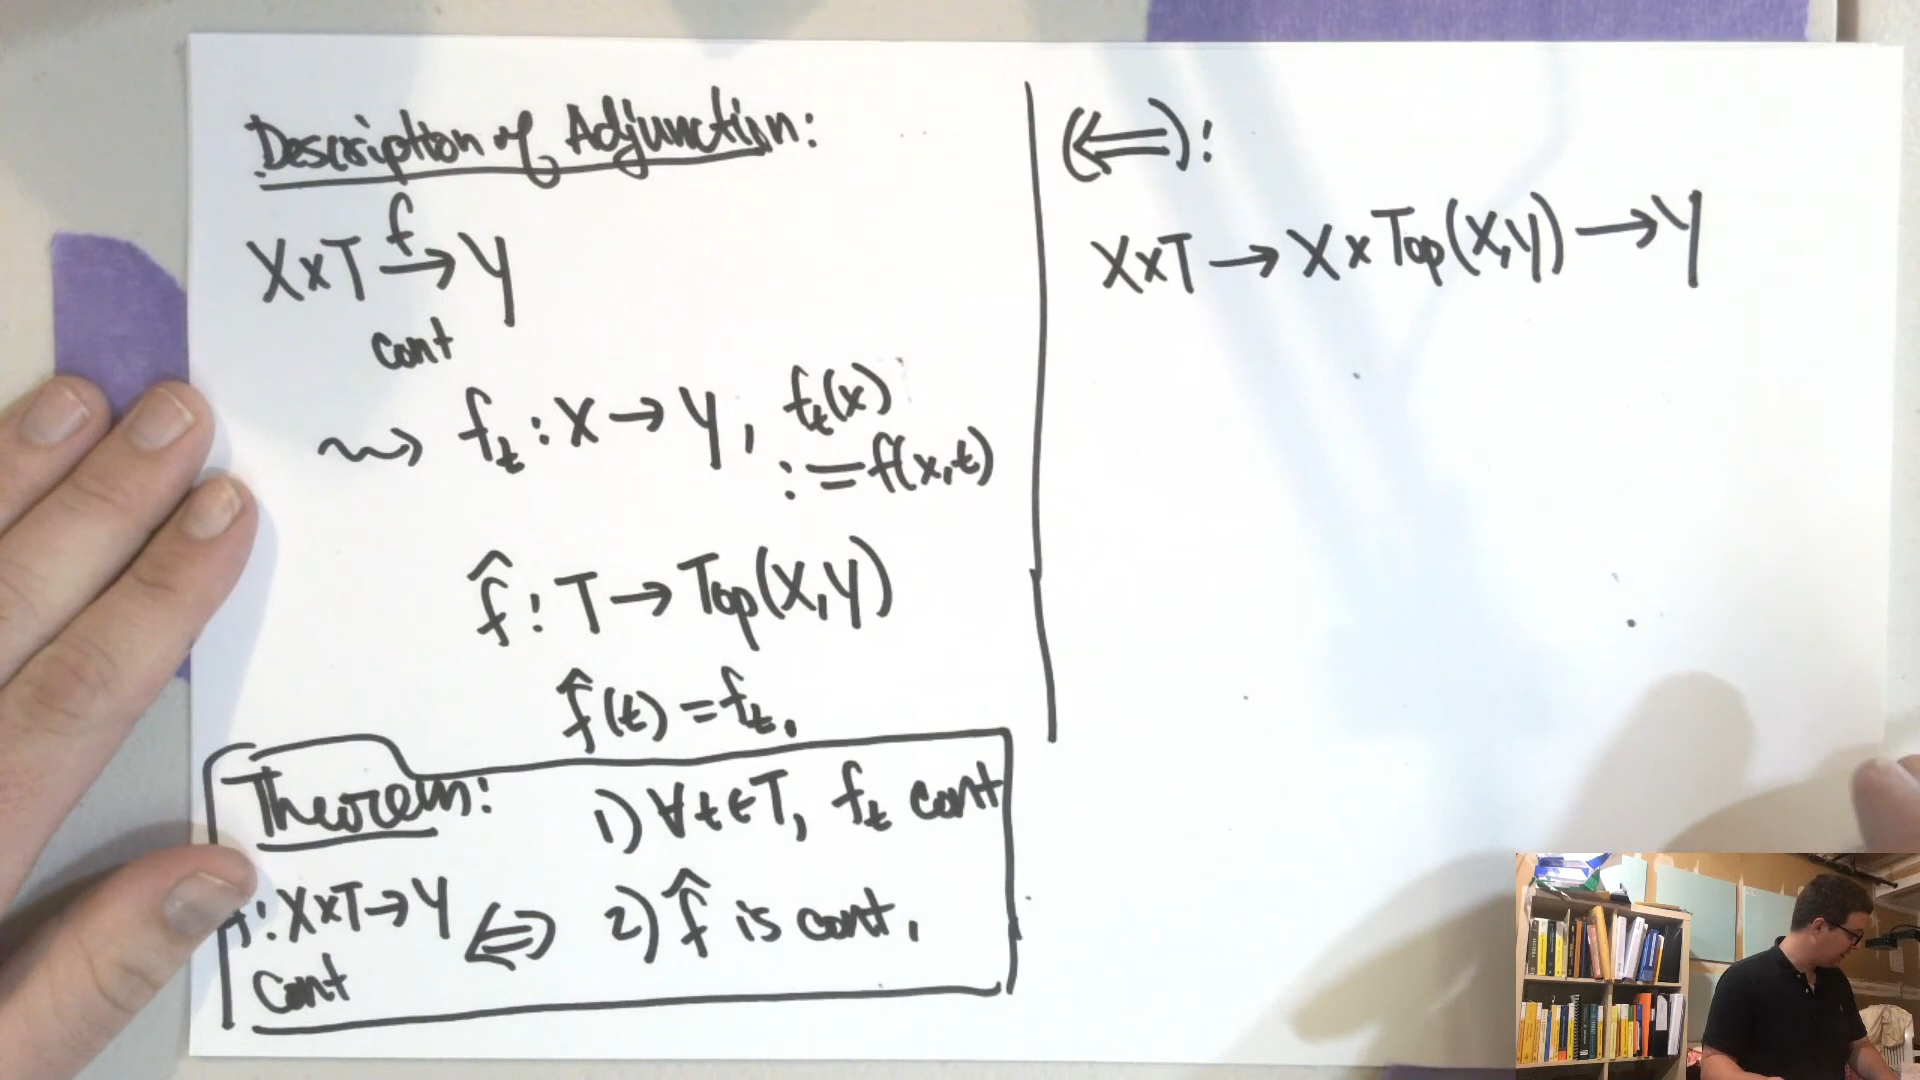 Description of Adjunction:
X×T →^f Y
cont
⇝ f_t : X → Y, f_t(x)
:= f(x,t)
f̂ : T → Top(X,Y)
f̂(t) = f_t.
Theorem: 1) ∀t∈T, f_t cont
: X×T → Y ⇔ 2) f̂ is cont.
cont
(⇐):
X×T → X×Top(X,Y) → Y